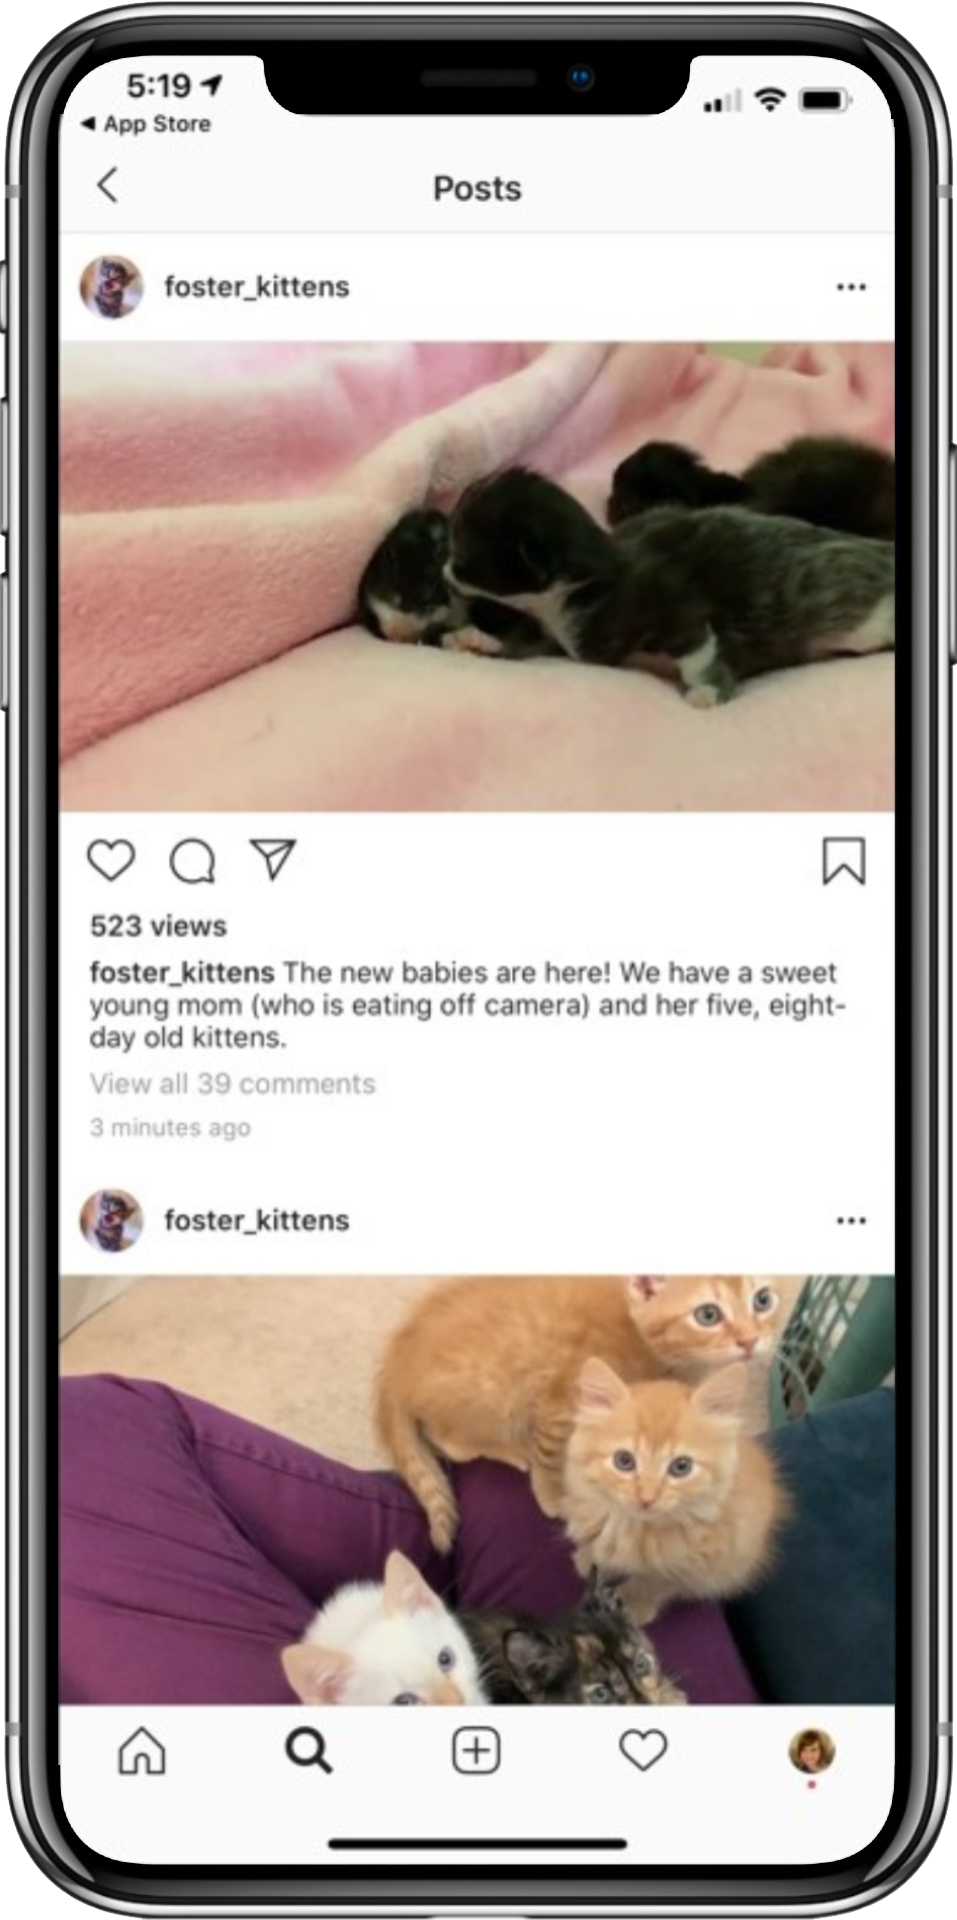 5:19
App Store
Posts
foster_kittens
523 views
foster_kittens The new babies are here! We have a sweet
young mom (who is eating off camera) and her five, eight-
day old kittens.
View all 39 comments
3 minutes ago
foster_kittens